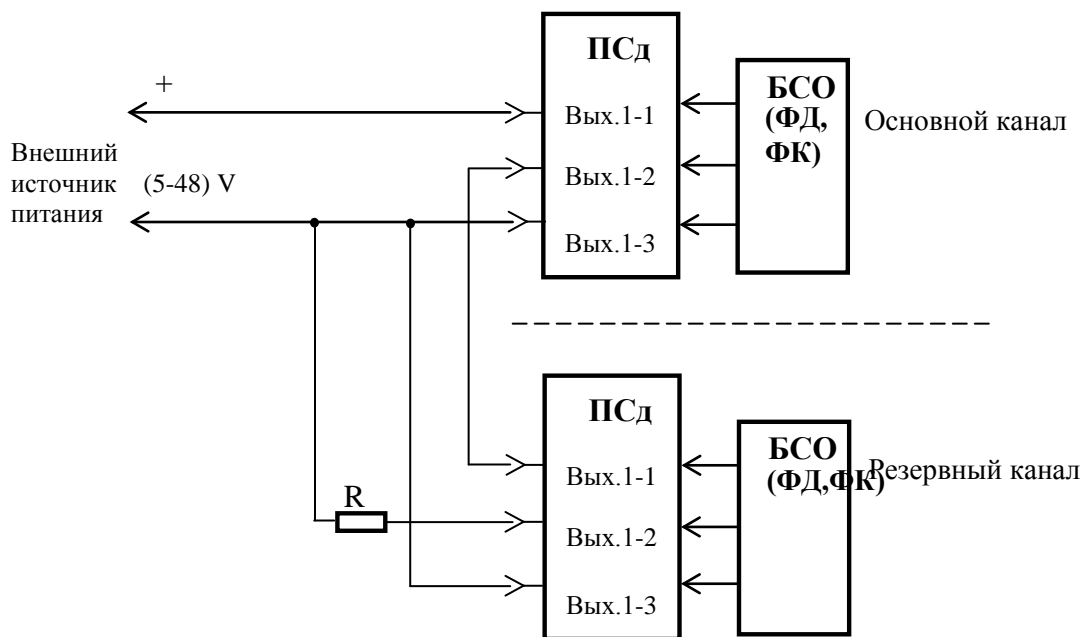 +
Внешний
источник
питания
(5-48) V
ПСд
Вых.1-1
Вых.1-2
Вых.1-3
БСО
(ФД,
ФК)
Основной канал
ПСд
Вых.1-1
Вых.1-2
Вых.1-3
БСО
(ФД,ФК)
Резервный канал
R